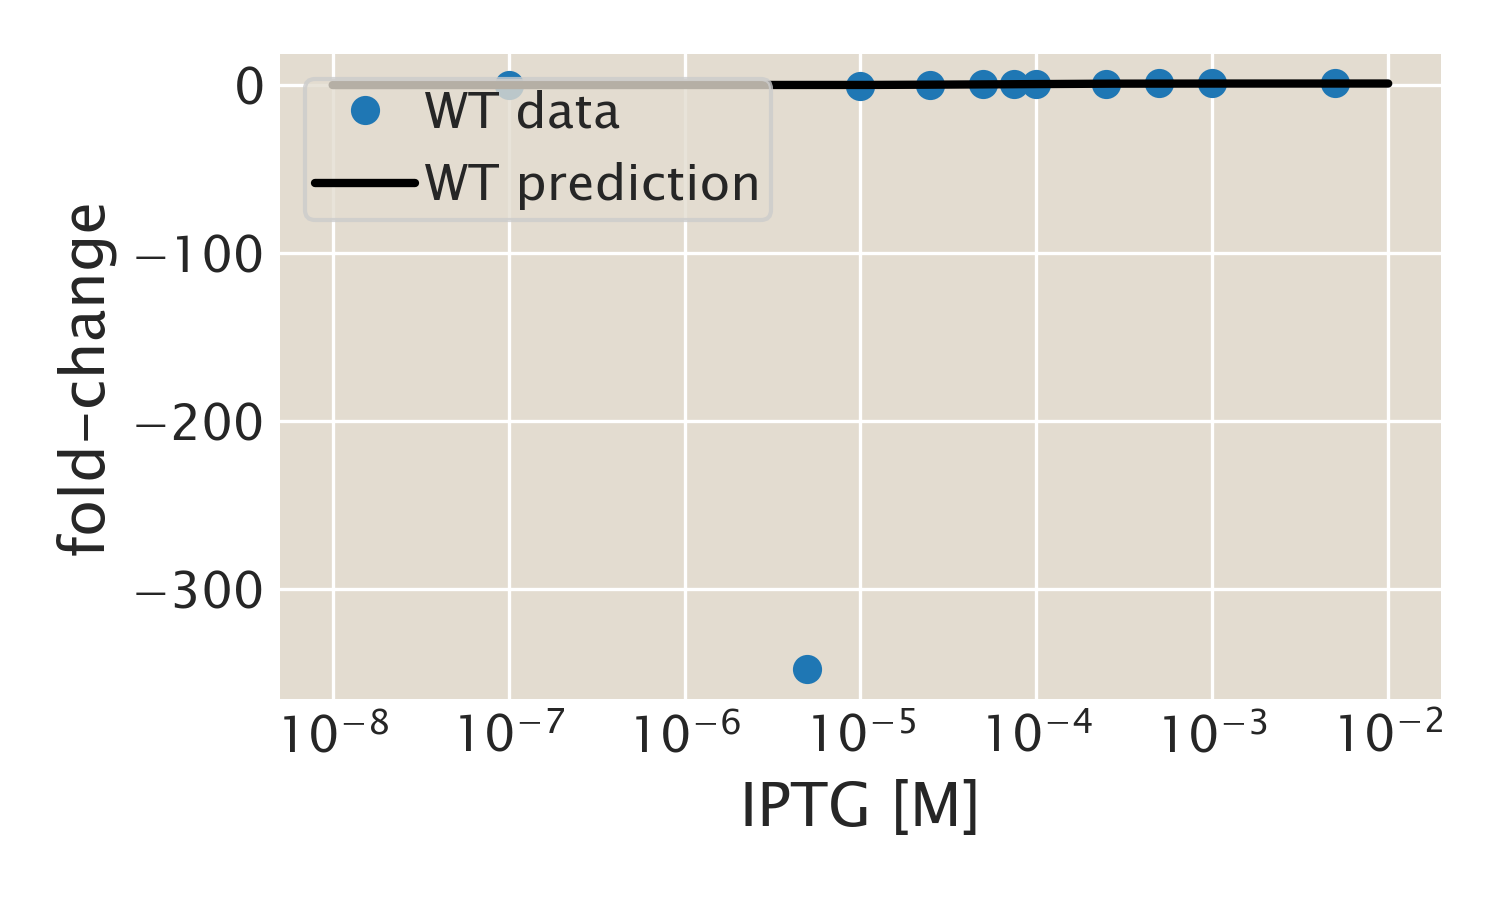 0
−100
−200
−300
fold-change
WT data
WT prediction
10⁻⁸ 10⁻⁷ 10⁻⁶ 10⁻⁵ 10⁻⁴ 10⁻³ 10⁻²
IPTG [M]